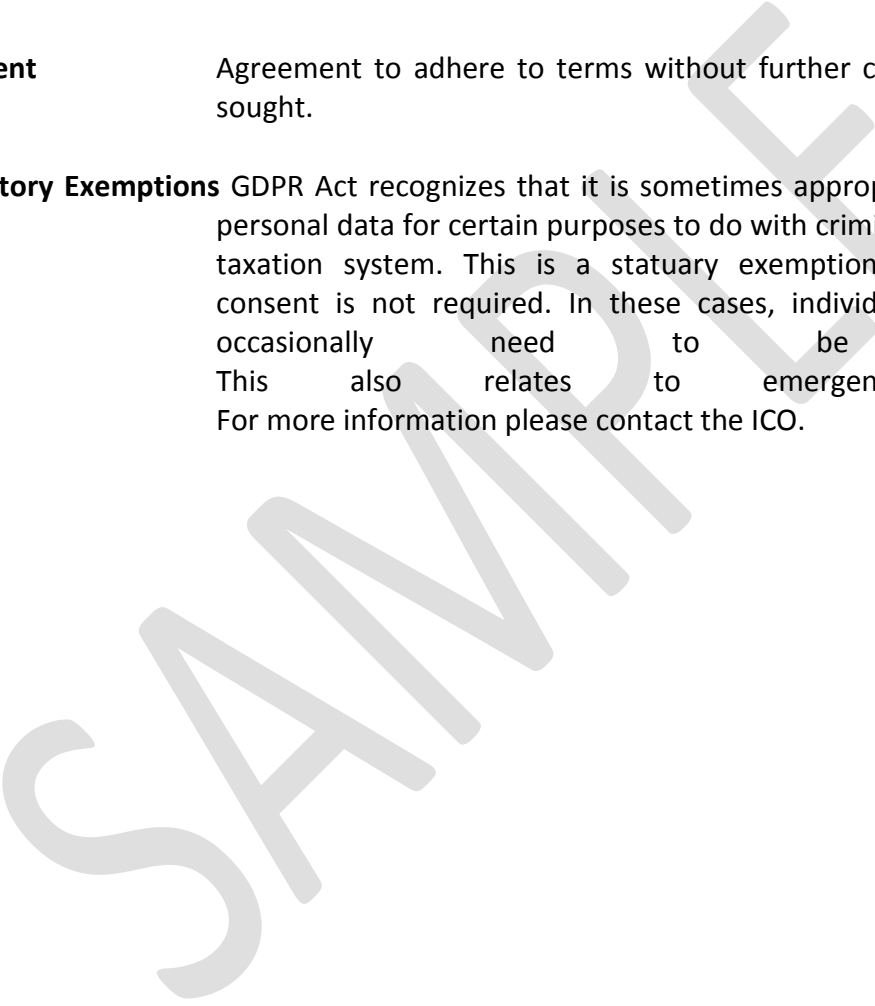 ent Agreement to adhere to terms without further c
sought.
tory Exemptions GDPR Act recognizes that it is sometimes approp
personal data for certain purposes to do with crimi
taxation system. This is a statuary exemption
consent is not required. In these cases, individ
occasionally need to be
This also relates to emergen
For more information please contact the ICO.
SAMPLE